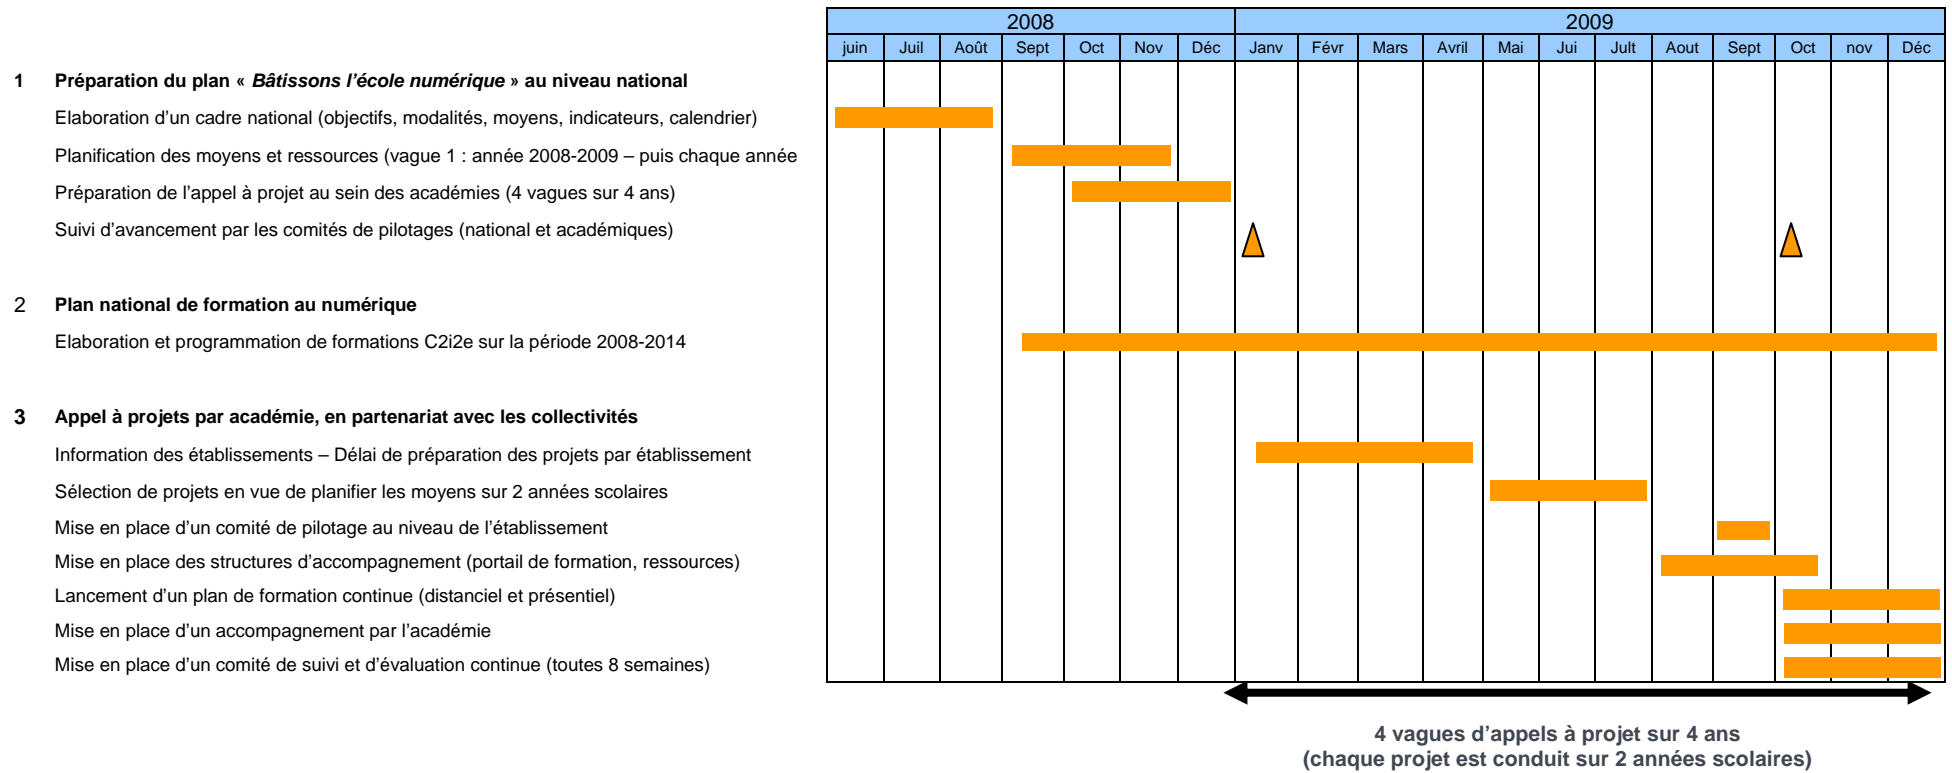 2008 2009
juin Juil Août Sept Oct Nov Déc Janv Févr Mars Avril Mai Jui Jult Aout Sept Oct nov Déc
1 Préparation du plan « Bâtissons l’école numérique » au niveau national
Elaboration d’un cadre national (objectifs, modalités, moyens, indicateurs, calendrier)
Planification des moyens et ressources (vague 1 : année 2008-2009 – puis chaque année
Préparation de l’appel à projet au sein des académies (4 vagues sur 4 ans)
Suivi d’avancement par les comités de pilotages (national et académiques)
2 Plan national de formation au numérique
Elaboration et programmation de formations C2i2e sur la période 2008-2014
3 Appel à projets par académie, en partenariat avec les collectivités
Information des établissements – Délai de préparation des projets par établissement
Sélection de projets en vue de planifier les moyens sur 2 années scolaires
Mise en place d’un comité de pilotage au niveau de l’établissement
Mise en place des structures d’accompagnement (portail de formation, ressources)
Lancement d’un plan de formation continue (distanciel et présentiel)
Mise en place d’un accompagnement par l’académie
Mise en place d’un comité de suivi et d’évaluation continue (toutes 8 semaines)
4 vagues d’appels à projet sur 4 ans
(chaque projet est conduit sur 2 années scolaires)